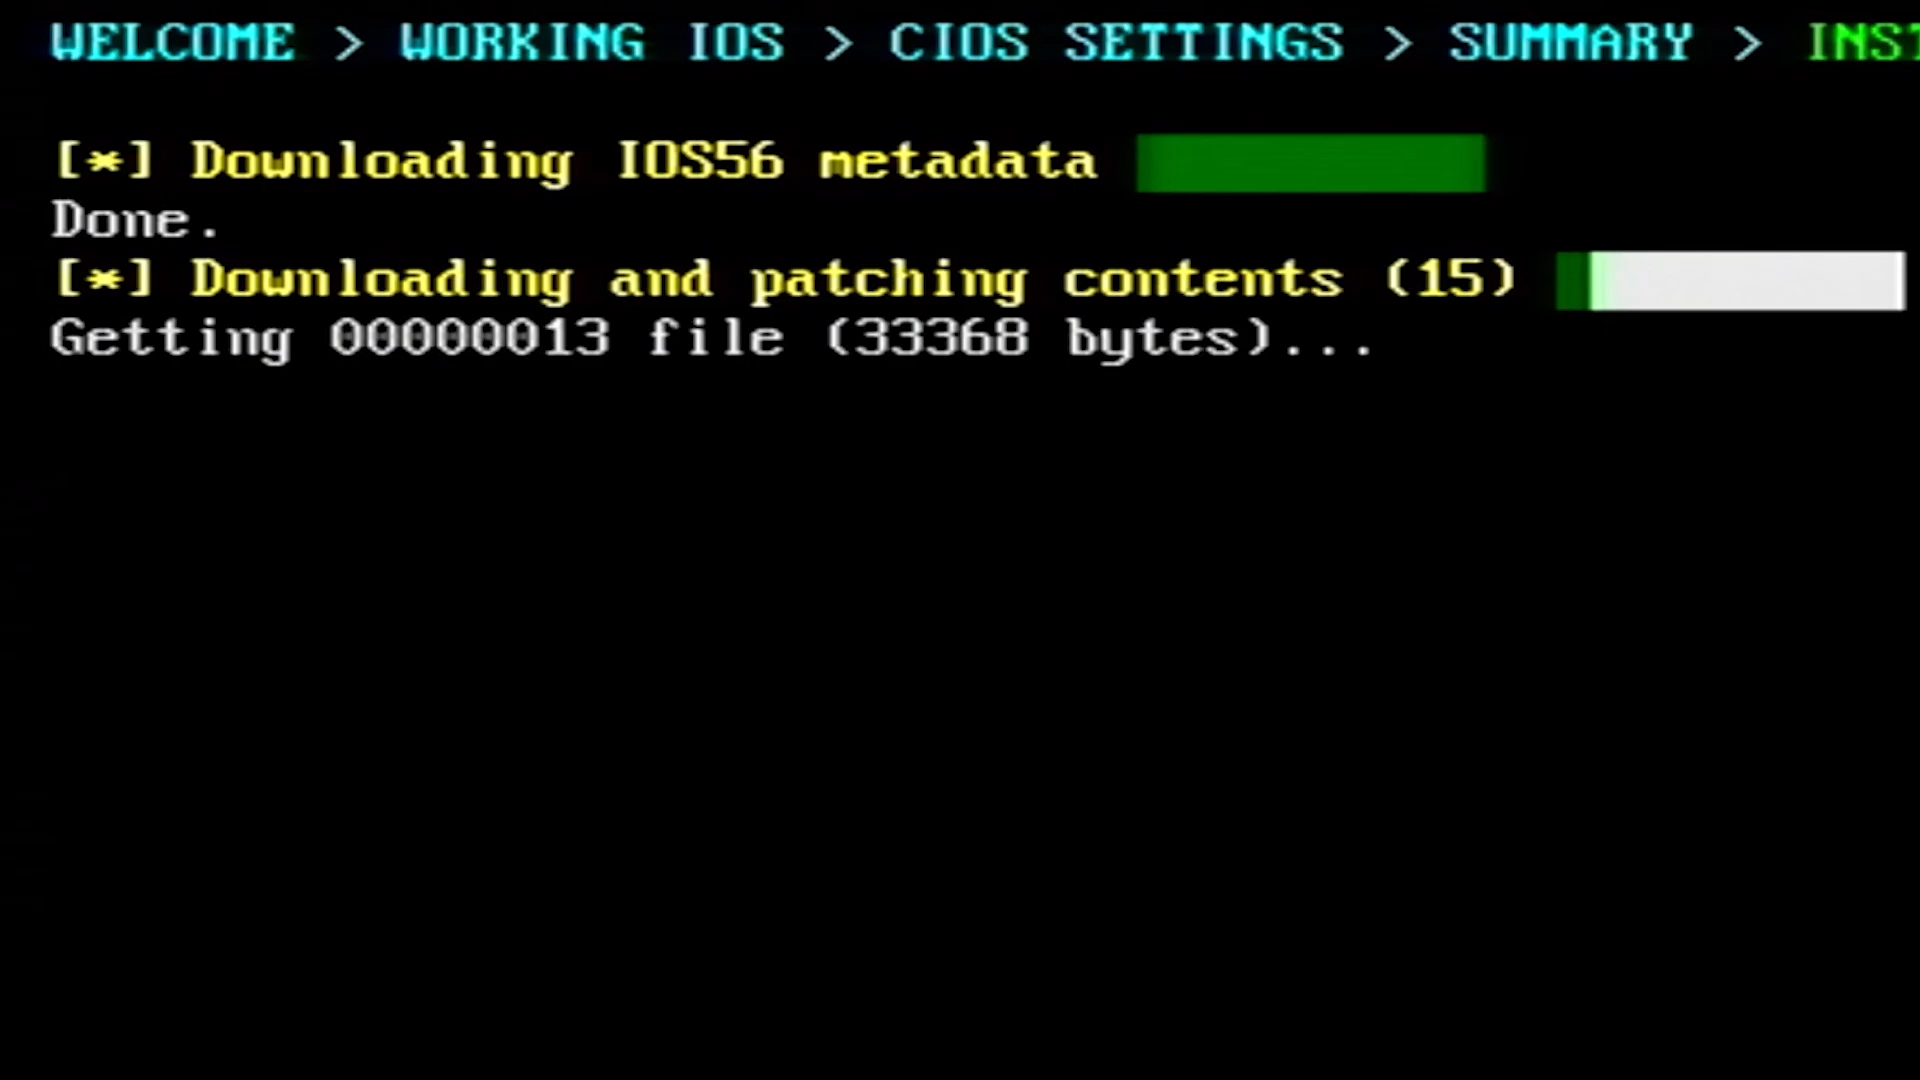 WELCOME > WORKING IOS > CIOS SETTINGS > SUMMARY > INST
[*] Downloading IOS56 metadata
Done.
[*] Downloading and patching contents (15)
Getting 00000013 file (33368 bytes)...